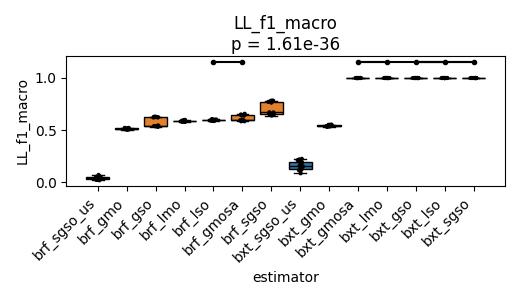 LL_f1_macro
p = 1.61e-36
LL_f1_macro
1.0
0.5
0.0
brf_sgso_us
brf_gmo
brf_gso
brf_lmo
brf_lso
brf_gmosa
brf_sgso
bxt_sgso_us
bxt_gmo
bxt_gmosa
bxt_lmo
bxt_gso
bxt_lso
bxt_sgso
estimator